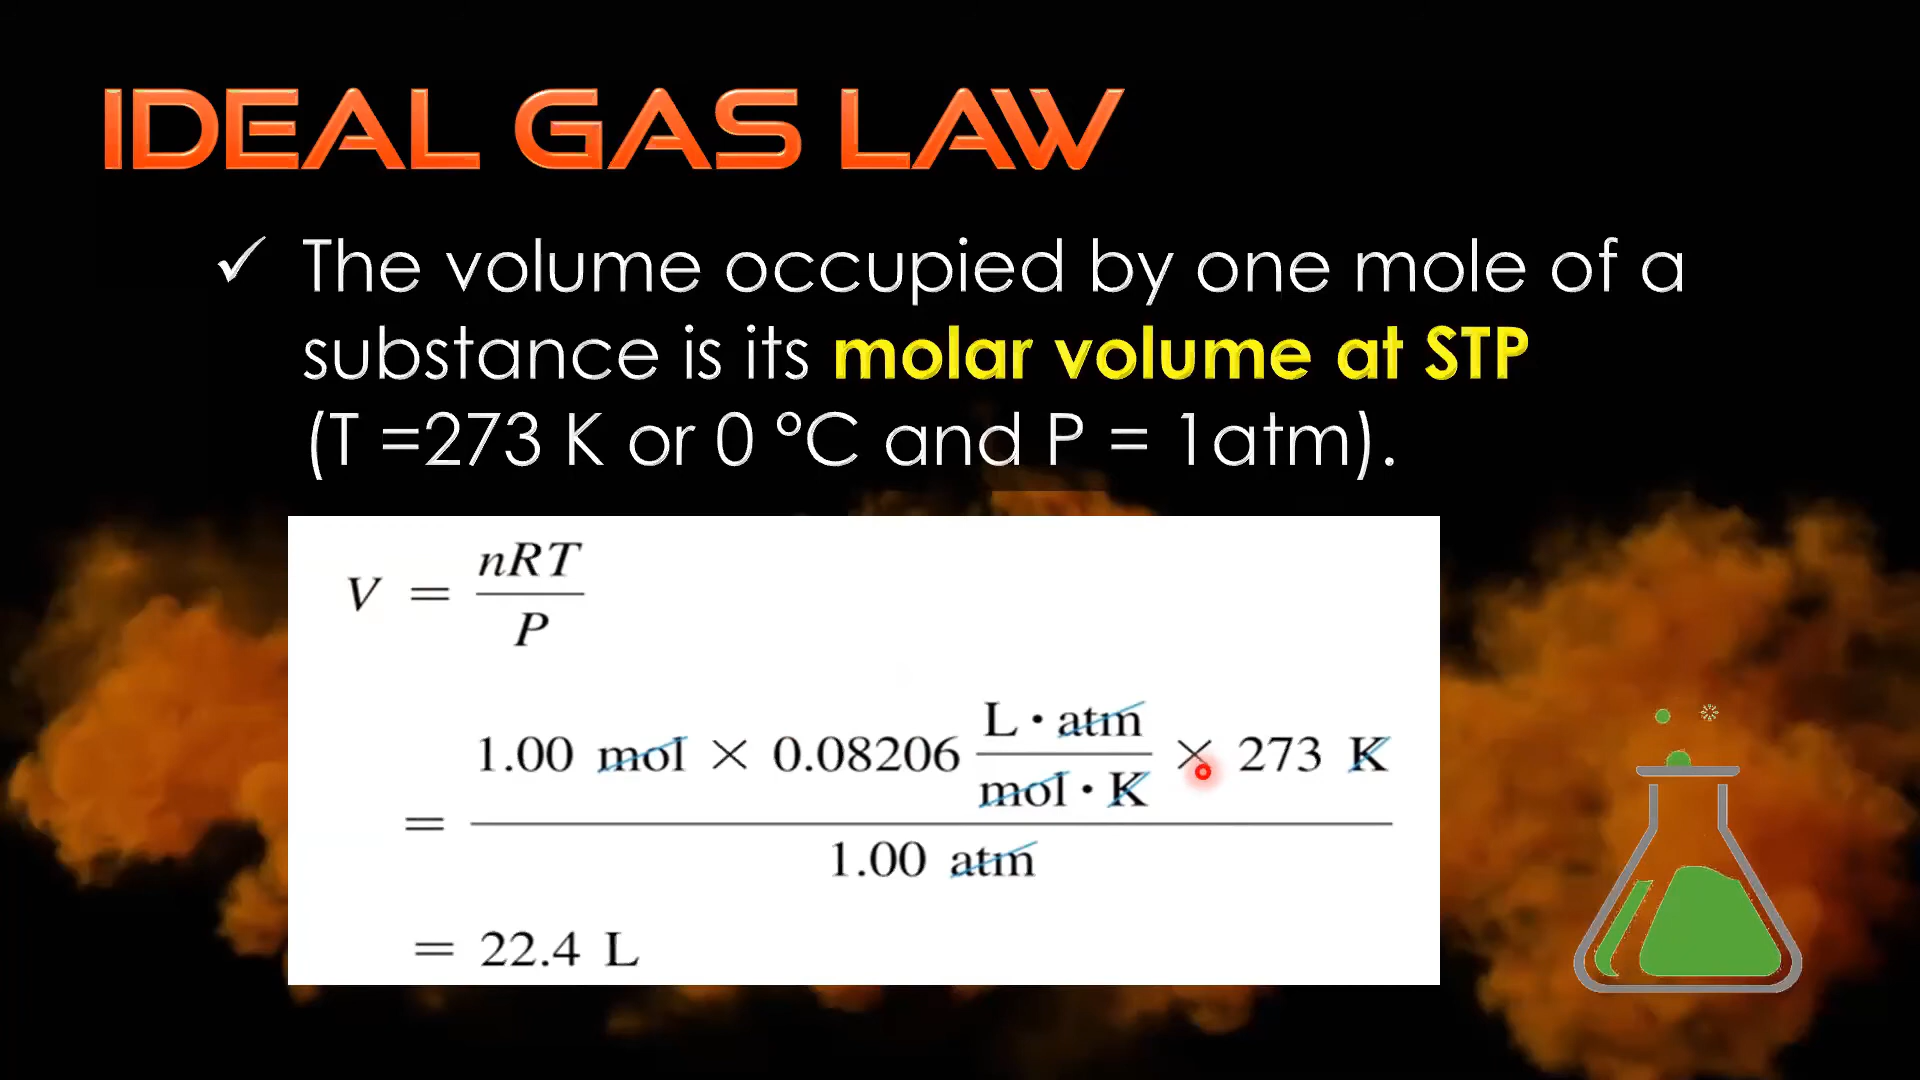 IDEAL GAS LAW
✓ The volume occupied by one mole of a
substance is its molar volume at STP
(T =273 K or 0 °C and P = 1atm).
V = nRT / P
= 1.00 mol × 0.08206 L·atm / mol·K × 273 K / 1.00 atm
= 22.4 L